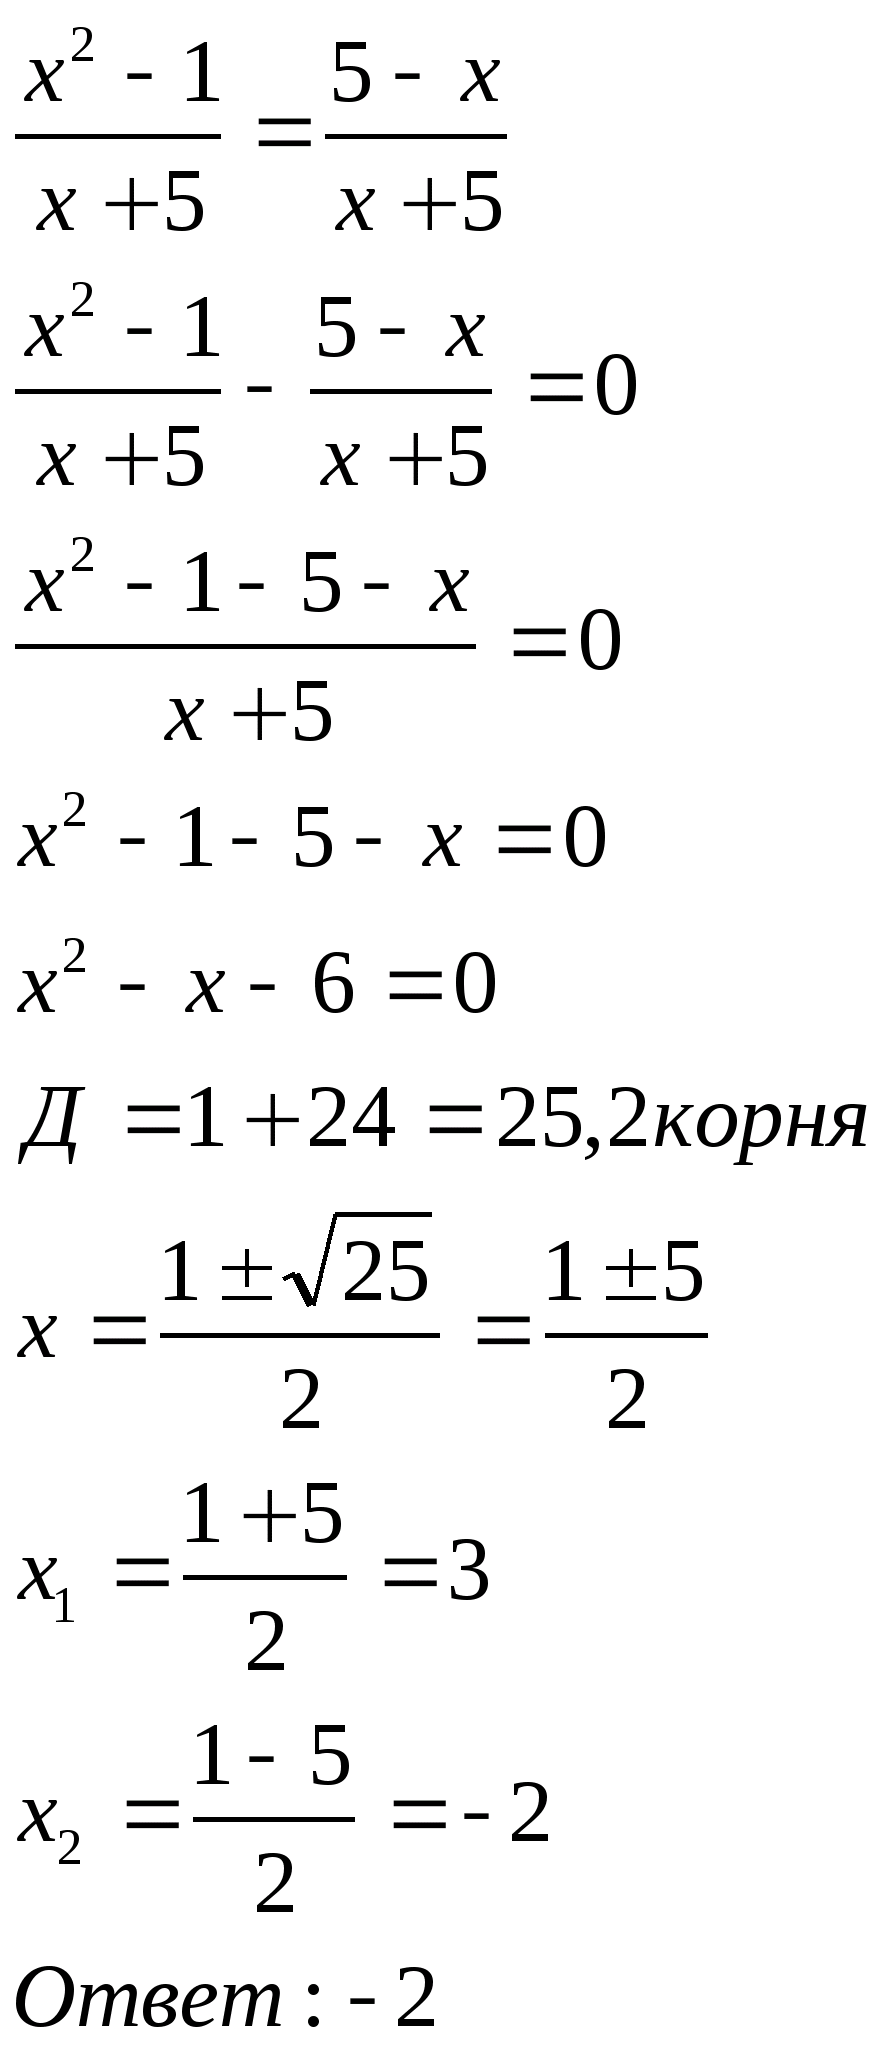 x² - 1 / x + 5 = 5 - x / x + 5
x² - 1 / x + 5 - 5 - x / x + 5 = 0
x² - 1 - 5 - x / x + 5 = 0
x² - 1 - 5 - x = 0
x² - x - 6 = 0
Д = 1 + 24 = 25, 2 корня
x = 1 ± √25 / 2 = 1 ± 5 / 2
x₁ = 1 + 5 / 2 = 3
x₂ = 1 - 5 / 2 = - 2
Ответ : - 2